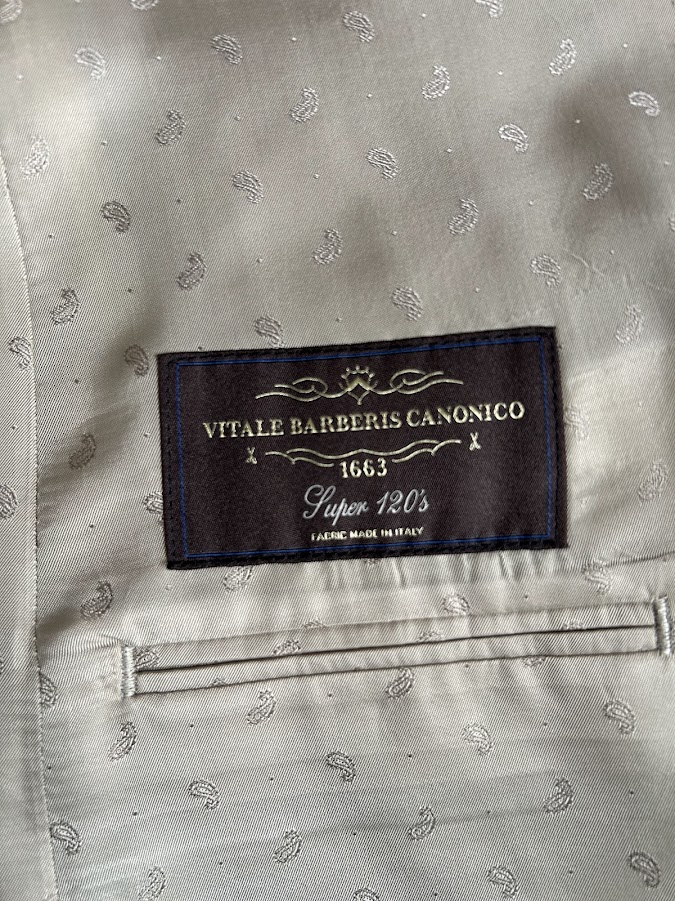 VITALE BARBERIS CANONICO
1663
Super 120's
FABRIC MADE IN ITALY